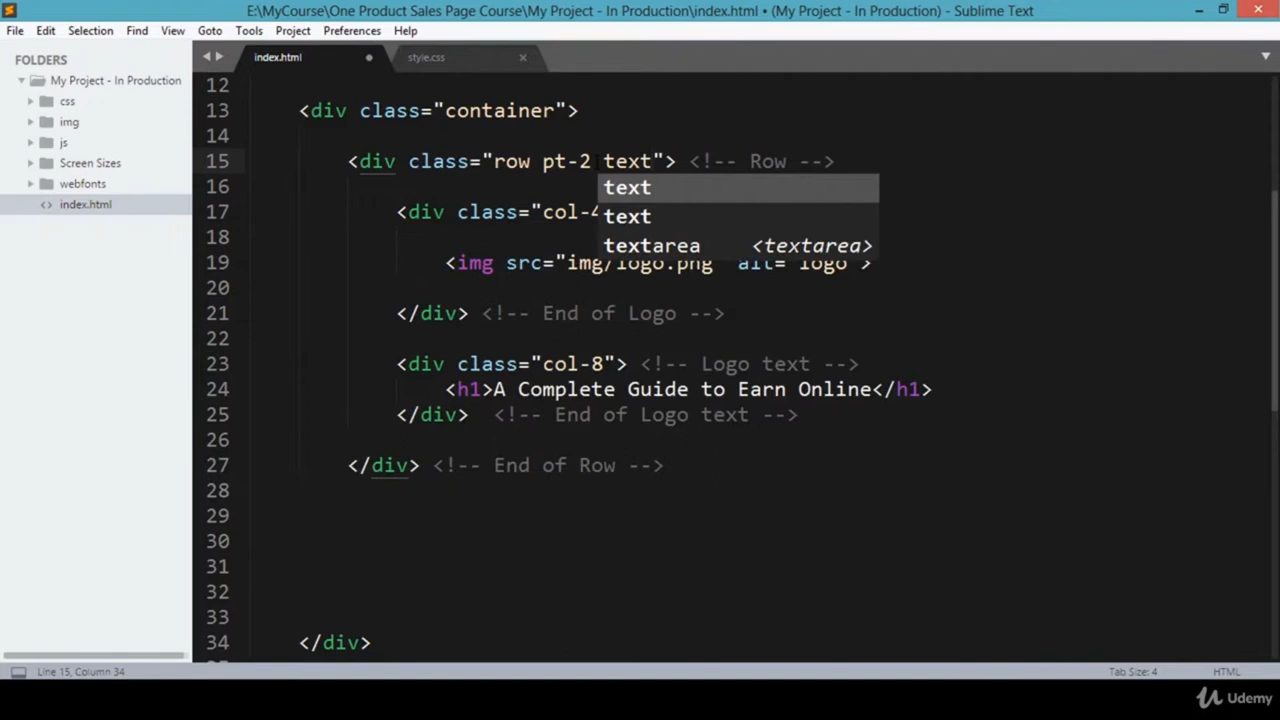 E:\MyCourse\One Product Sales Page Course\My Project - In Production\index.html • (My Project - In Production) - Sublime Text
File Edit Selection Find View Goto Tools Project Preferences Help
FOLDERS
My Project - In Production
css
img
js
Screen Sizes
webfonts
<> index.html
index.html style.css
12
13 <div class="container">
14
15 <div class="row pt-2 text"> <!-- Row -->
16
text
text
textarea <textarea>
17 <div class="col-4
18
19 <img src="img/logo.png" alt="logo">
20
21 </div> <!-- End of Logo -->
22
23 <div class="col-8"> <!-- Logo text -->
24 <h1>A Complete Guide to Earn Online</h1>
25 </div> <!-- End of Logo text -->
26
27 </div> <!-- End of Row -->
28
29
30
31
32
33
34 </div>
Line 15, Column 34 Tab Size: 4 HTML
Udemy